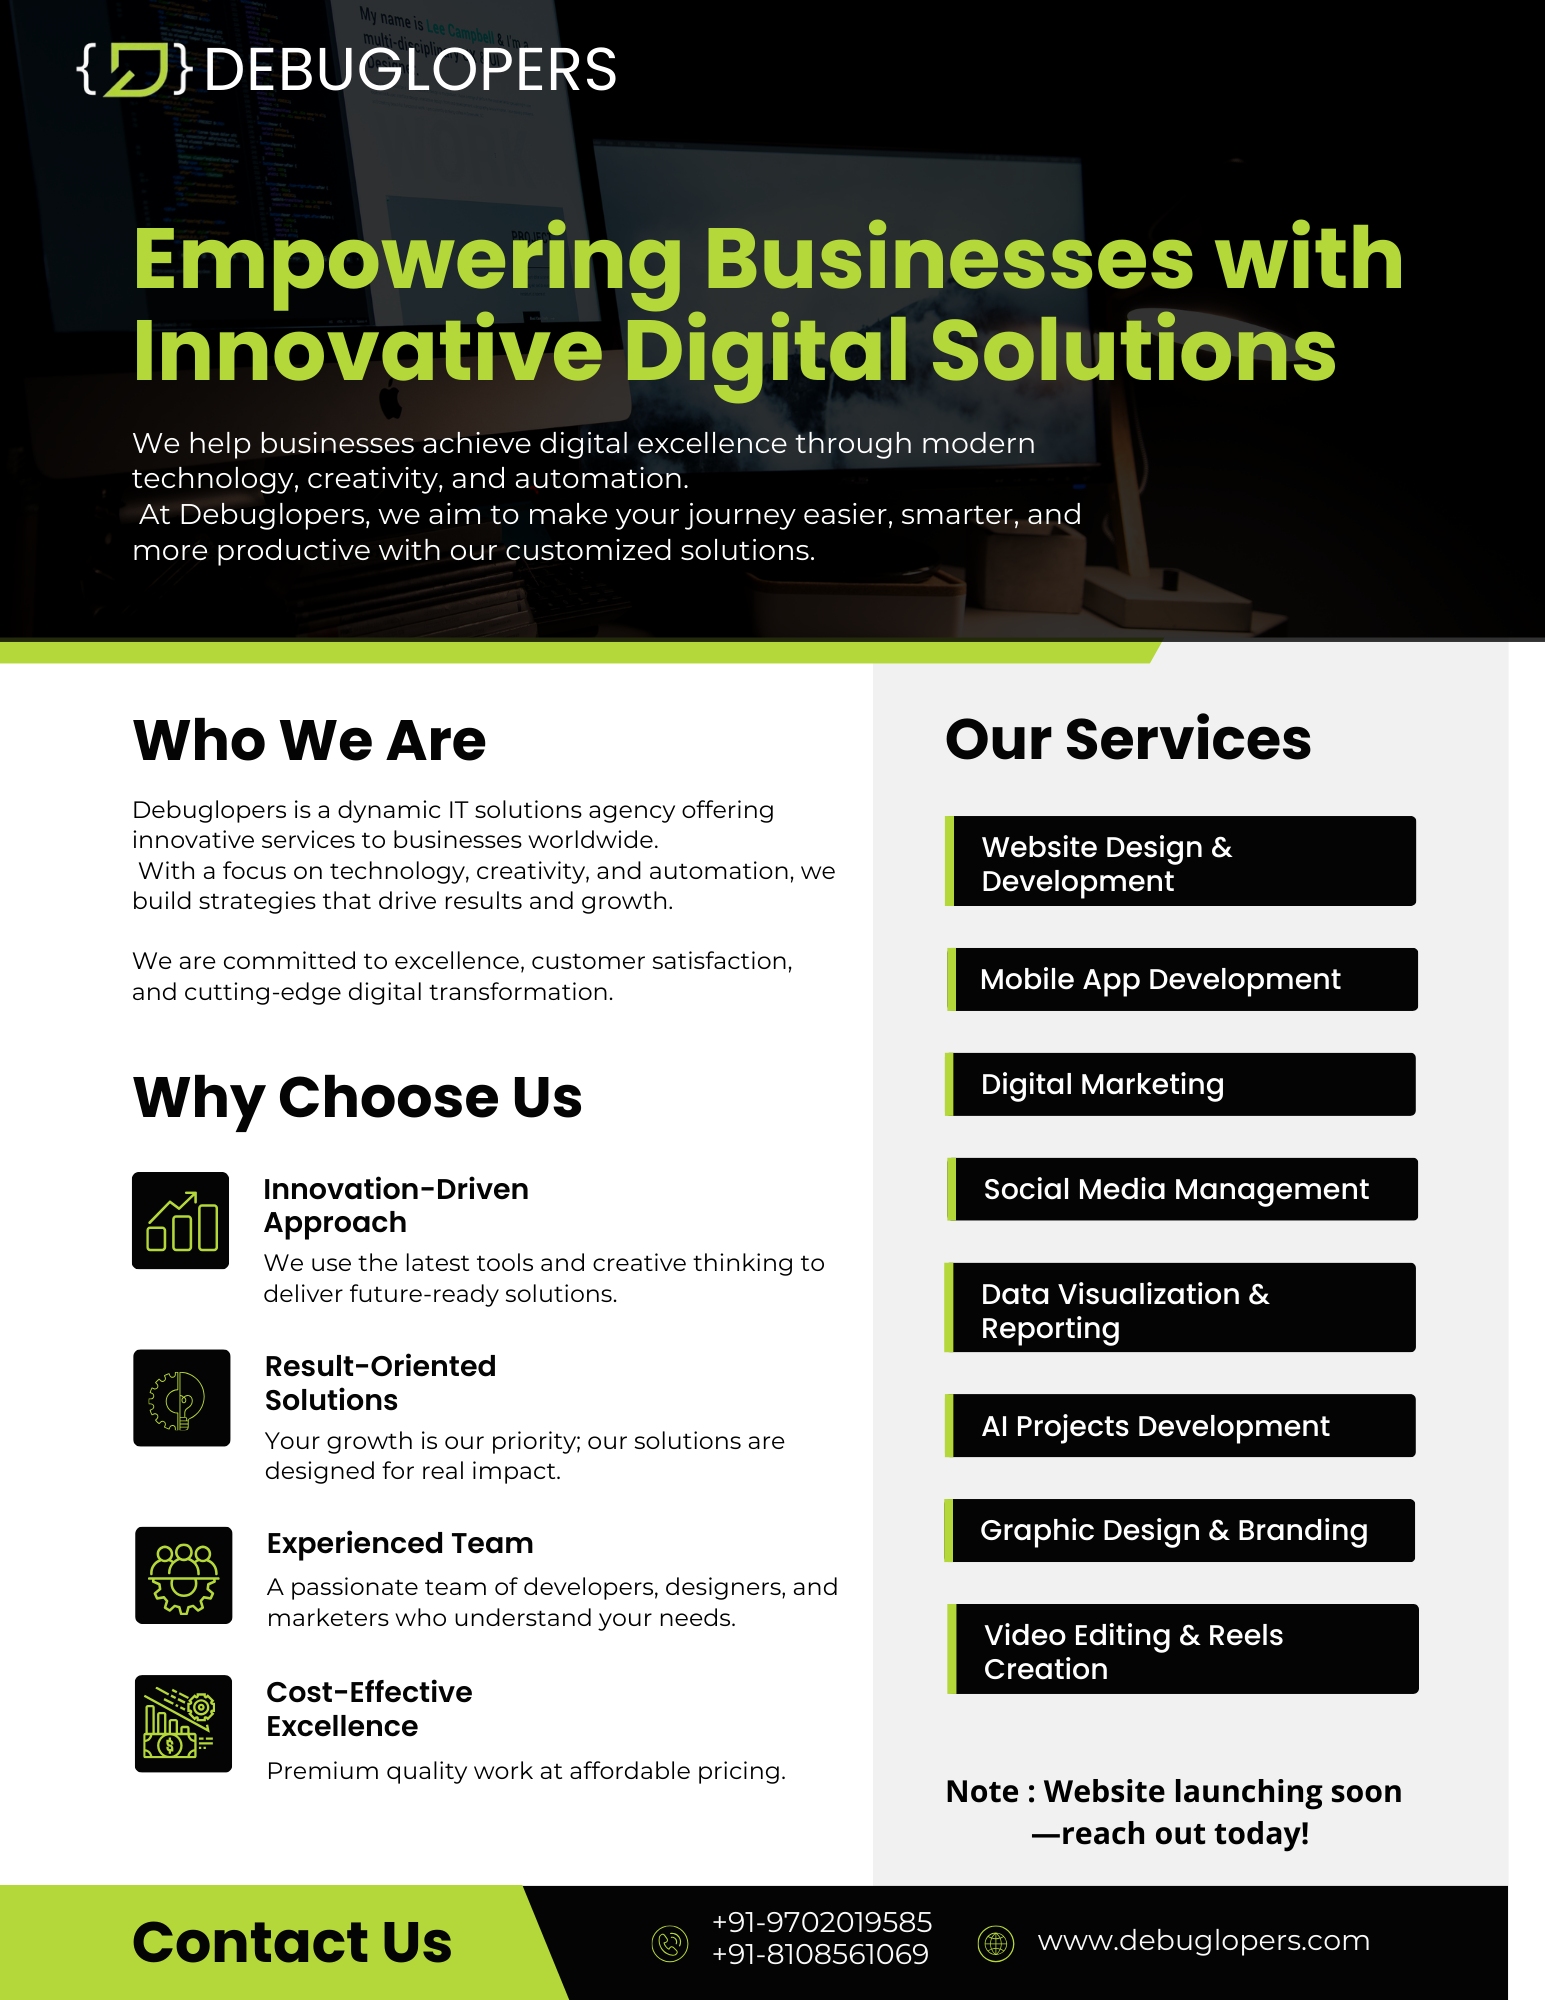 {D} DEBUGLOPERS
My name is Lee Campbell & I'm a
WORK
PROJECT
Empowering Businesses with
Innovative Digital Solutions
We help businesses achieve digital excellence through modern
technology, creativity, and automation.
At Debuglopers, we aim to make your journey easier, smarter, and
more productive with our customized solutions.
Who We Are
Debuglopers is a dynamic IT solutions agency offering
innovative services to businesses worldwide.
With a focus on technology, creativity, and automation, we
build strategies that drive results and growth.
We are committed to excellence, customer satisfaction,
and cutting-edge digital transformation.
Why Choose Us
Innovation-Driven
Approach
We use the latest tools and creative thinking to
deliver future-ready solutions.
Result-Oriented
Solutions
Your growth is our priority; our solutions are
designed for real impact.
Experienced Team
A passionate team of developers, designers, and
marketers who understand your needs.
Cost-Effective
Excellence
Premium quality work at affordable pricing.
Our Services
Website Design &
Development
Mobile App Development
Digital Marketing
Social Media Management
Data Visualization &
Reporting
AI Projects Development
Graphic Design & Branding
Video Editing & Reels
Creation
Note : Website launching soon
—reach out today!
Contact Us
+91-9702019585
+91-8108561069
www.debuglopers.com